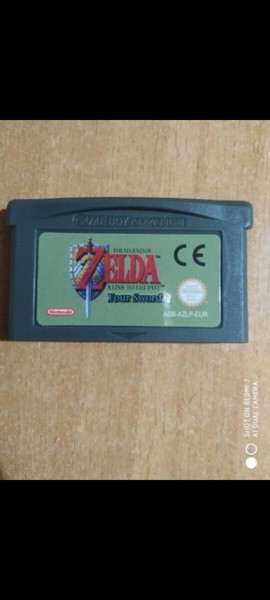 GAME BOY ADVANCE
THE LEGEND OF
ZELDA™
A LINK TO THE PAST
Four Swords
CE
Nintendo
AGB-AZLP-EUR
SHOT ON REDMI 7
AI DUAL CAMERA